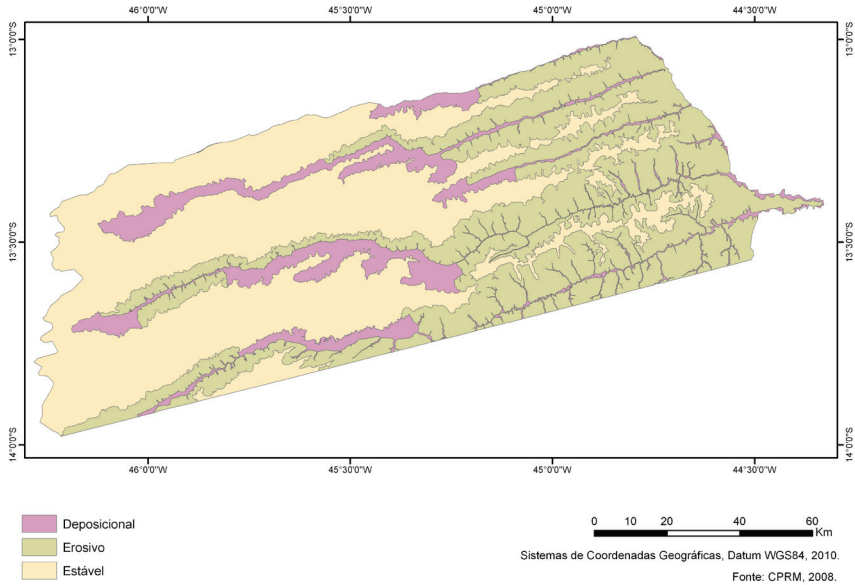 46°0'0"W 45°30'0"W 45°0'0"W 44°30'0"W
13°0'0"S 13°0'0"S
13°30'0"S 13°30'0"S
14°0'0"S 14°0'0"S
46°0'0"W 45°30'0"W 45°0'0"W 44°30'0"W
Deposicional
Erosivo
Estável
0 10 20 40 60
Km
Sistemas de Coordenadas Geográficas, Datum WGS84, 2010.
Fonte: CPRM, 2008.